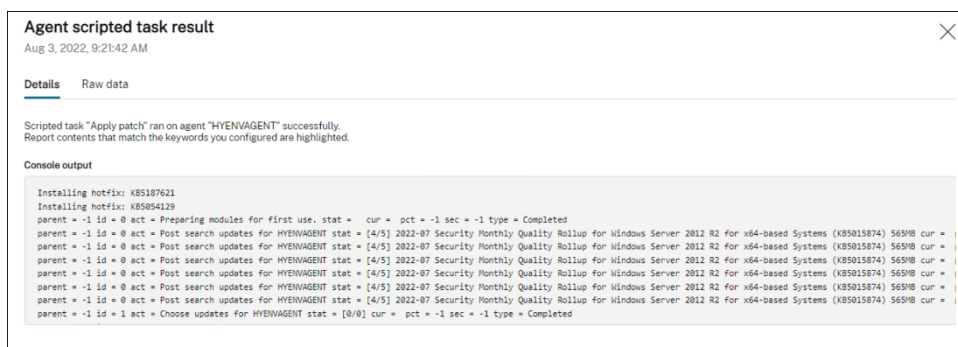 Agent scripted task result
Aug 3, 2022, 9:21:42 AM
Details Raw data
Scripted task "Apply patch" ran on agent "HYENVAGENT" successfully.
Report contents that match the keywords you configured are highlighted.
Console output
Installing hotfix: KB5187621
Installing hotfix: KB5054129
parent = -1 id = 0 act = Preparing modules for first use. stat = cur = pct = -1 sec = -1 type = Completed
parent = -1 id = 0 act = Post search updates for HYENVAGENT stat = [4/5] 2022-07 Security Monthly Quality Rollup for Windows Server 2012 R2 for x64-based Systems (KB5015874) 565MB cur =
parent = -1 id = 0 act = Post search updates for HYENVAGENT stat = [4/5] 2022-07 Security Monthly Quality Rollup for Windows Server 2012 R2 for x64-based Systems (KB5015874) 565MB cur =
parent = -1 id = 0 act = Post search updates for HYENVAGENT stat = [4/5] 2022-07 Security Monthly Quality Rollup for Windows Server 2012 R2 for x64-based Systems (KB5015874) 565MB cur =
parent = -1 id = 0 act = Post search updates for HYENVAGENT stat = [4/5] 2022-07 Security Monthly Quality Rollup for Windows Server 2012 R2 for x64-based Systems (KB5015874) 565MB cur =
parent = -1 id = 0 act = Post search updates for HYENVAGENT stat = [4/5] 2022-07 Security Monthly Quality Rollup for Windows Server 2012 R2 for x64-based Systems (KB5015874) 565MB cur =
parent = -1 id = 0 act = Post search updates for HYENVAGENT stat = [4/5] 2022-07 Security Monthly Quality Rollup for Windows Server 2012 R2 for x64-based Systems (KB5015874) 565MB cur =
parent = -1 id = 1 act = Choose updates for HYENVAGENT stat = [0/0] cur = pct = -1 sec = -1 type = Completed